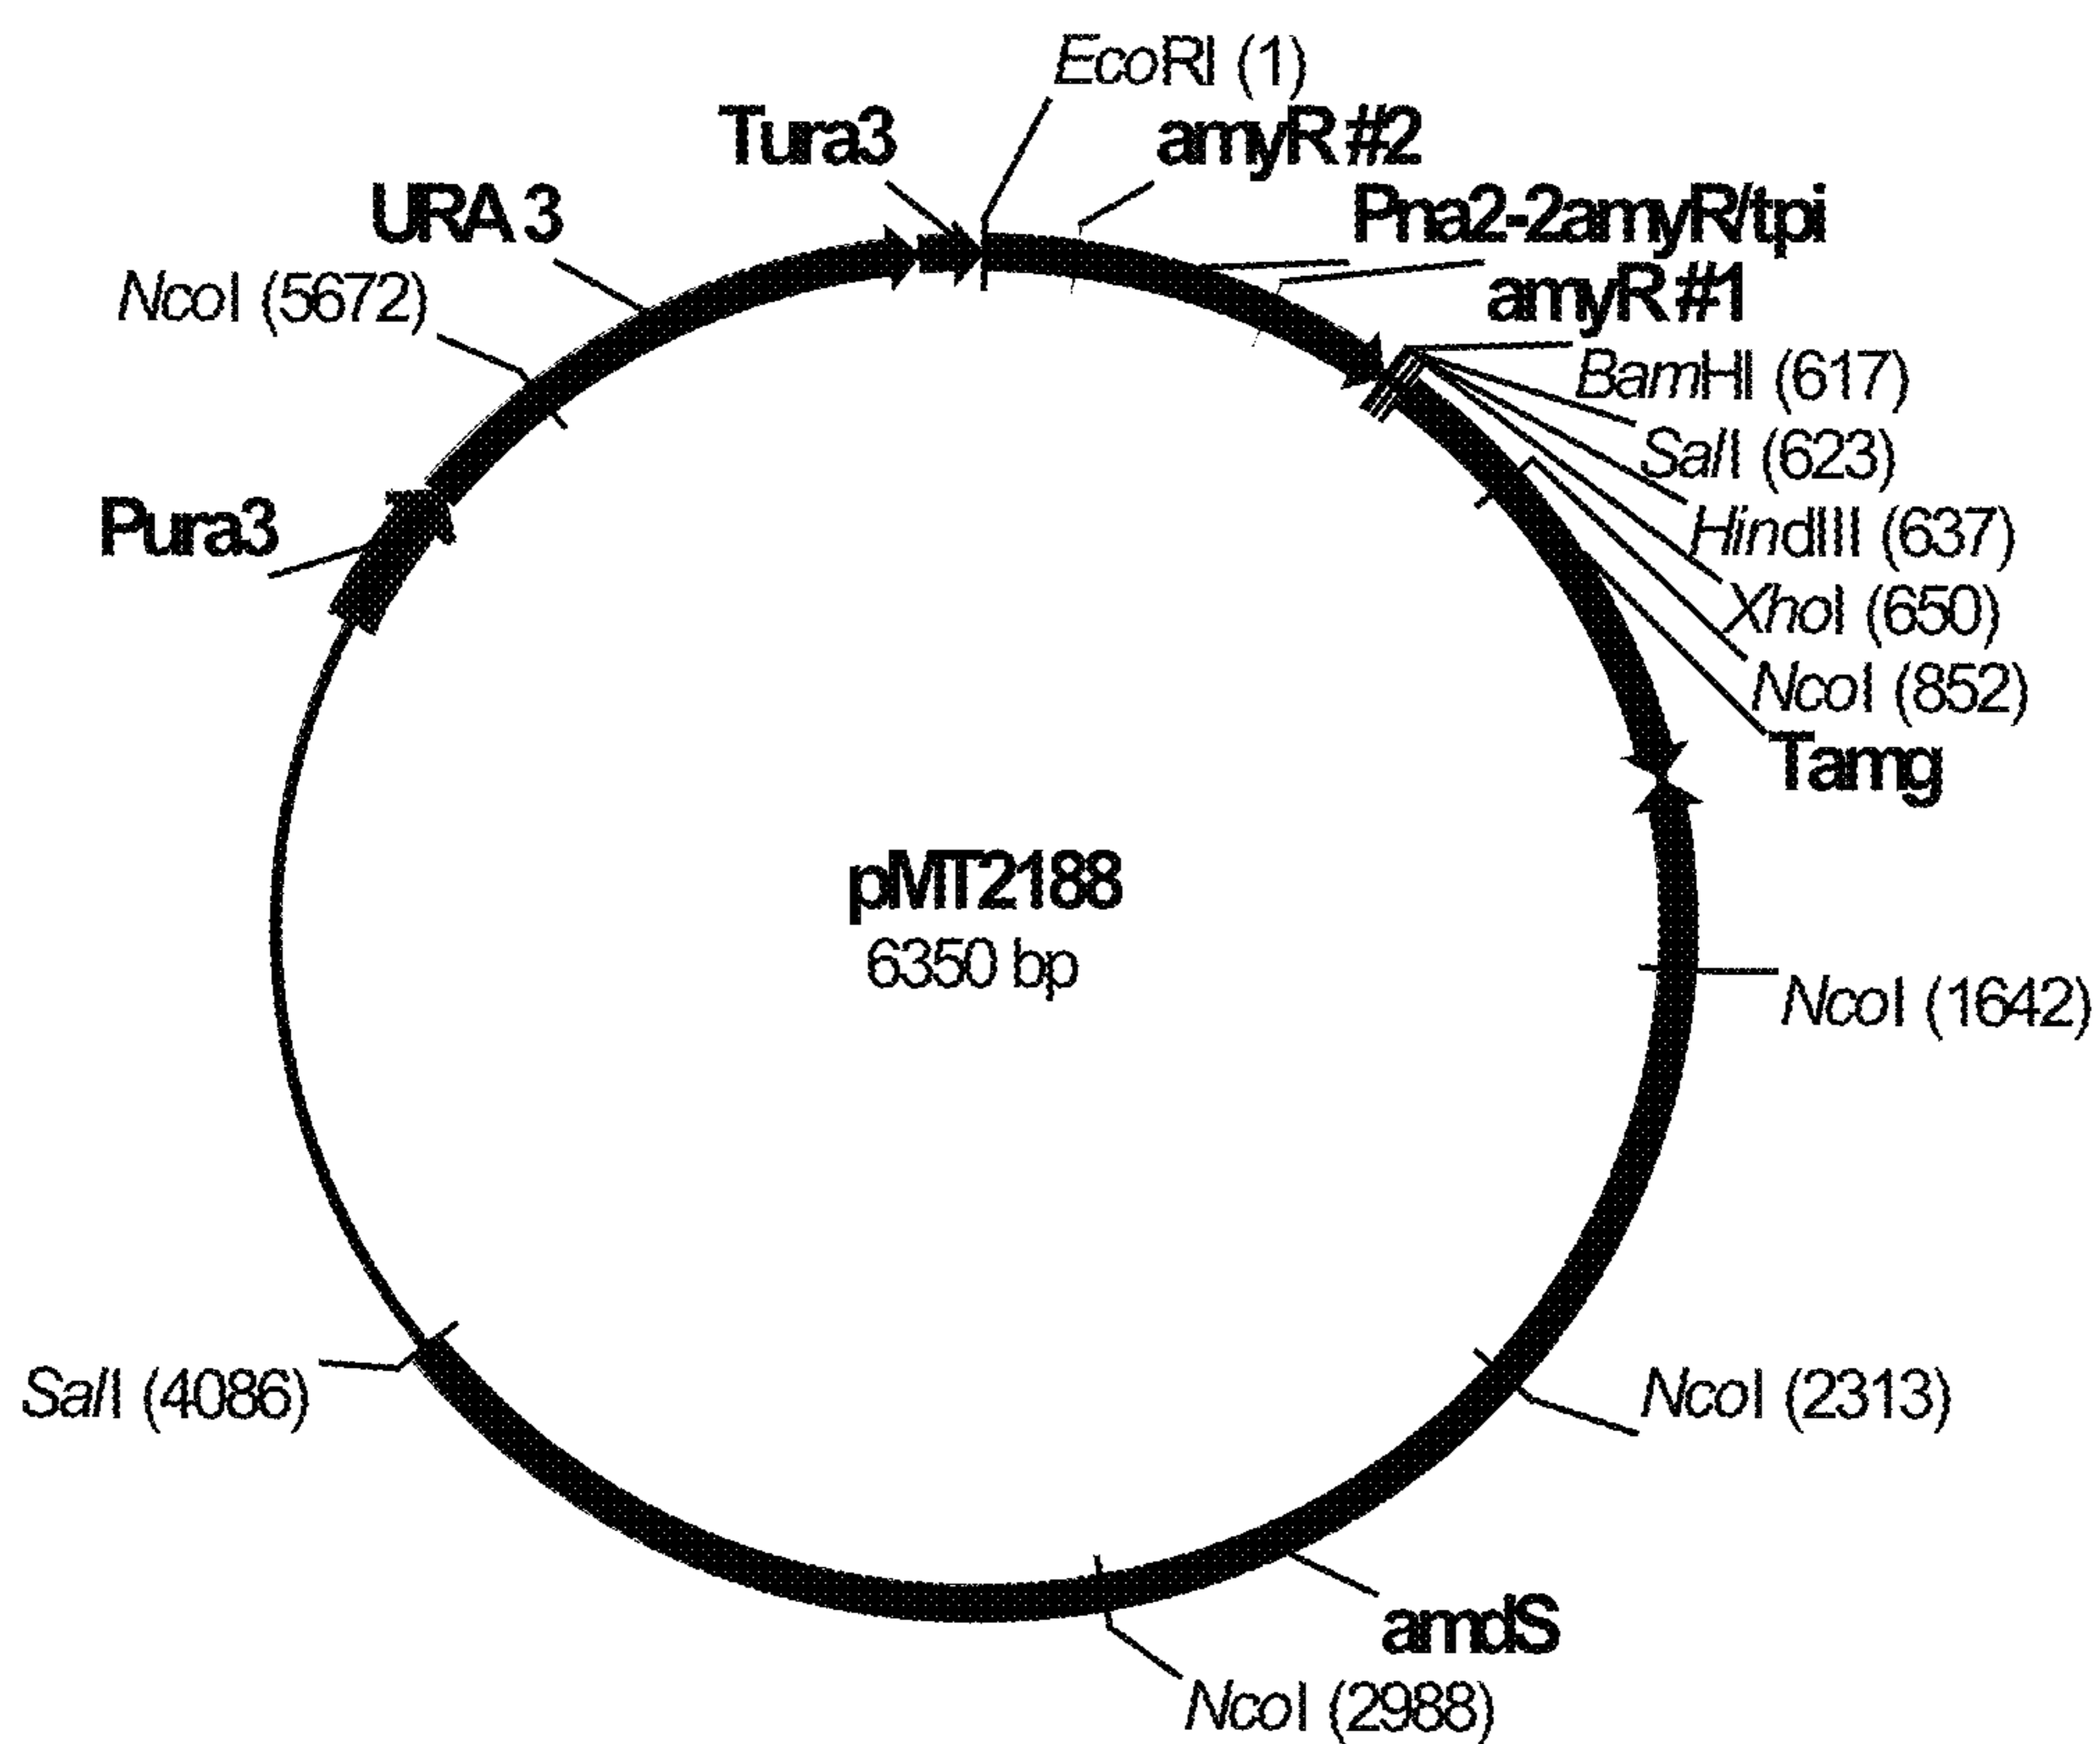 EcoRI (1)
Tura3
amyR #2
URA 3
Pna2-2amyR/tpi
NcoI (5672)
amyR #1
BamHI (617)
SalI (623)
Pura3
HindIII (637)
XhoI (650)
NcoI (852)
Tamg
pMT2188
6350 bp
NcoI (1642)
SalI (4086)
NcoI (2313)
amdS
NcoI (2988)